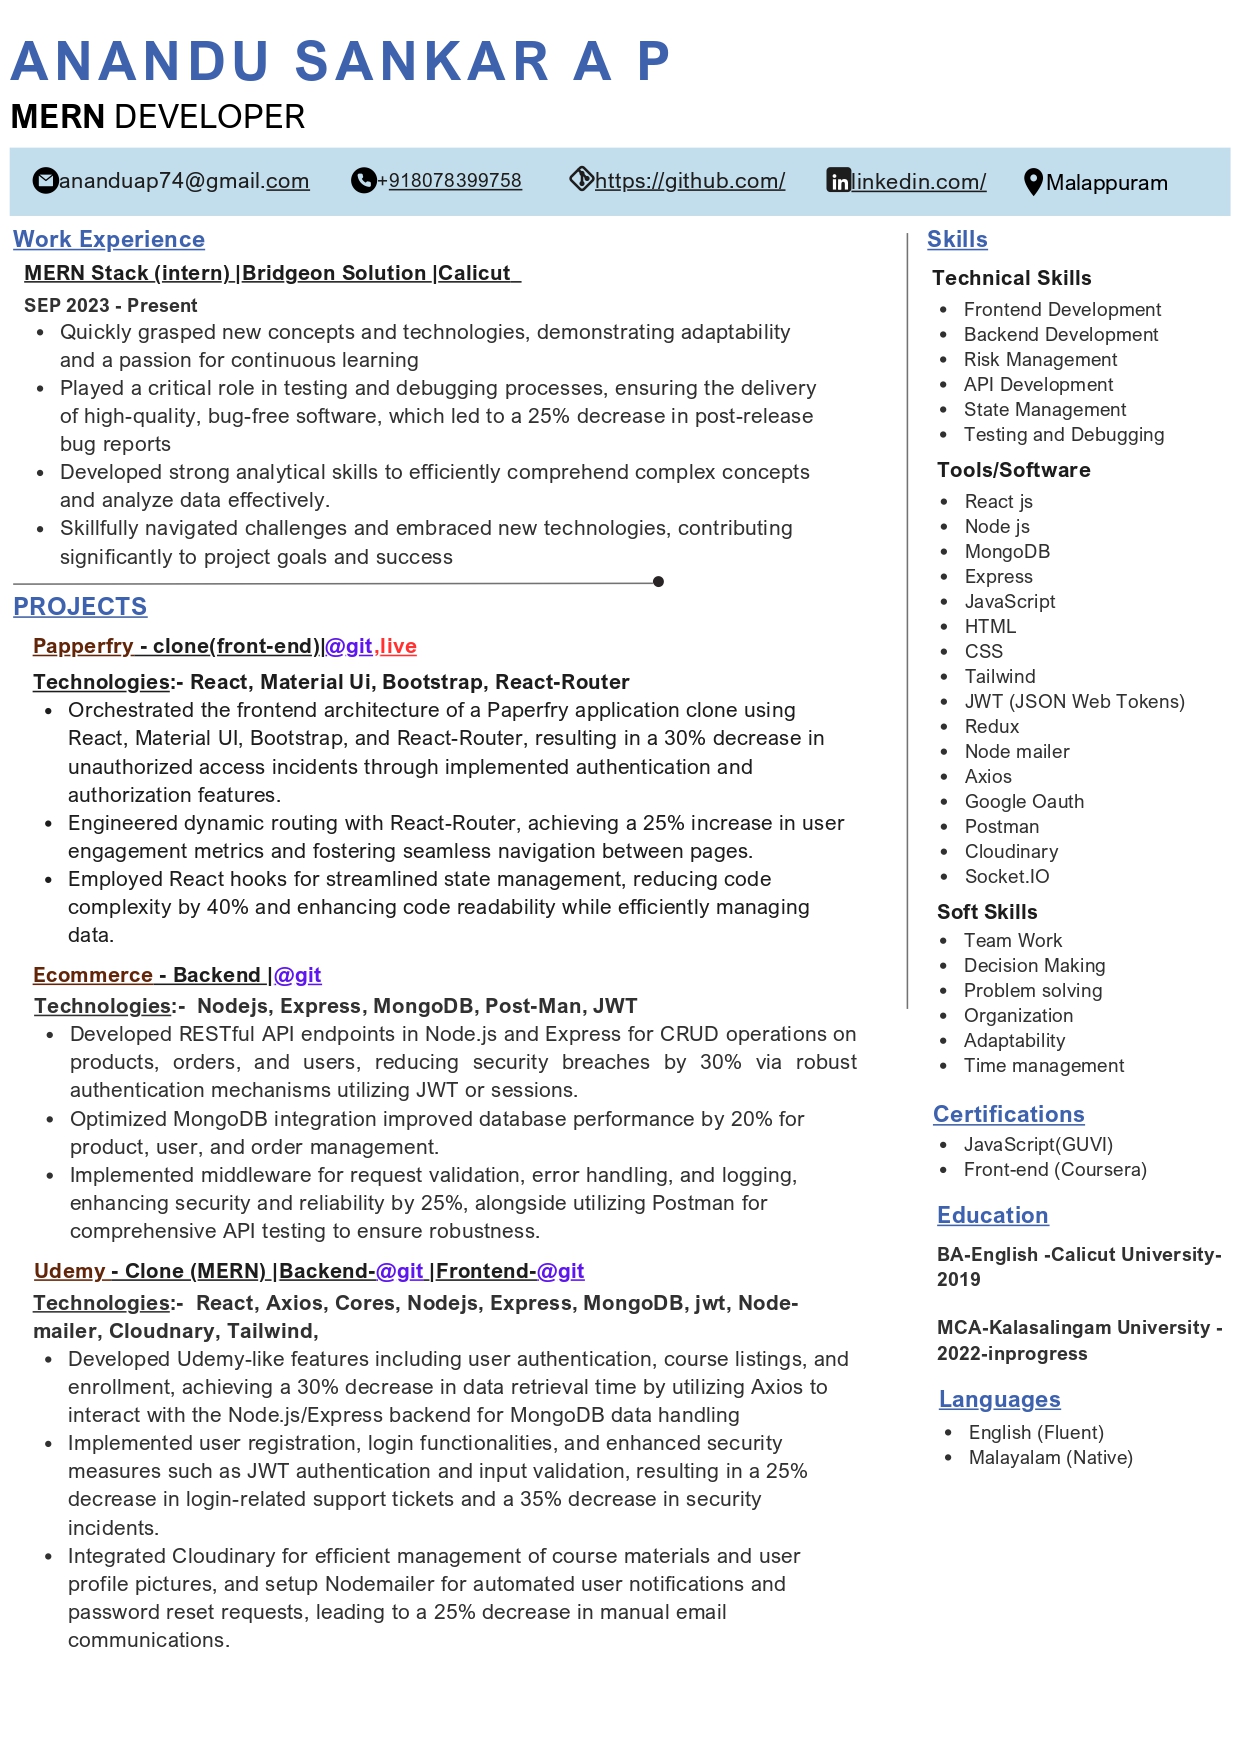 ANANDU SANKAR A P
MERN DEVELOPER
ananduap74@gmail.com +918078399758 https://github.com/ linkedin.com/ Malappuram
Work Experience
MERN Stack (intern) |Bridgeon Solution |Calicut
SEP 2023 - Present
• Quickly grasped new concepts and technologies, demonstrating adaptability
and a passion for continuous learning
• Played a critical role in testing and debugging processes, ensuring the delivery
of high-quality, bug-free software, which led to a 25% decrease in post-release
bug reports
• Developed strong analytical skills to efficiently comprehend complex concepts
and analyze data effectively.
• Skillfully navigated challenges and embraced new technologies, contributing
significantly to project goals and success
PROJECTS
Papperfry - clone(front-end)|@git,live
Technologies:- React, Material Ui, Bootstrap, React-Router
• Orchestrated the frontend architecture of a Paperfry application clone using
React, Material UI, Bootstrap, and React-Router, resulting in a 30% decrease in
unauthorized access incidents through implemented authentication and
authorization features.
• Engineered dynamic routing with React-Router, achieving a 25% increase in user
engagement metrics and fostering seamless navigation between pages.
• Employed React hooks for streamlined state management, reducing code
complexity by 40% and enhancing code readability while efficiently managing
data.
Ecommerce - Backend |@git
Technologies:- Nodejs, Express, MongoDB, Post-Man, JWT
• Developed RESTful API endpoints in Node.js and Express for CRUD operations on
products, orders, and users, reducing security breaches by 30% via robust
authentication mechanisms utilizing JWT or sessions.
• Optimized MongoDB integration improved database performance by 20% for
product, user, and order management.
• Implemented middleware for request validation, error handling, and logging,
enhancing security and reliability by 25%, alongside utilizing Postman for
comprehensive API testing to ensure robustness.
Udemy - Clone (MERN) |Backend-@git |Frontend-@git
Technologies:- React, Axios, Cores, Nodejs, Express, MongoDB, jwt, Node-
mailer, Cloudnary, Tailwind,
• Developed Udemy-like features including user authentication, course listings, and
enrollment, achieving a 30% decrease in data retrieval time by utilizing Axios to
interact with the Node.js/Express backend for MongoDB data handling
• Implemented user registration, login functionalities, and enhanced security
measures such as JWT authentication and input validation, resulting in a 25%
decrease in login-related support tickets and a 35% decrease in security
incidents.
• Integrated Cloudinary for efficient management of course materials and user
profile pictures, and setup Nodemailer for automated user notifications and
password reset requests, leading to a 25% decrease in manual email
communications.
Skills
Technical Skills
• Frontend Development
• Backend Development
• Risk Management
• API Development
• State Management
• Testing and Debugging
Tools/Software
• React js
• Node js
• MongoDB
• Express
• JavaScript
• HTML
• CSS
• Tailwind
• JWT (JSON Web Tokens)
• Redux
• Node mailer
• Axios
• Google Oauth
• Postman
• Cloudinary
• Socket.IO
Soft Skills
• Team Work
• Decision Making
• Problem solving
• Organization
• Adaptability
• Time management
Certifications
• JavaScript(GUVI)
• Front-end (Coursera)
Education
BA-English -Calicut University-
2019
MCA-Kalasalingam University -
2022-inprogress
Languages
• English (Fluent)
• Malayalam (Native)